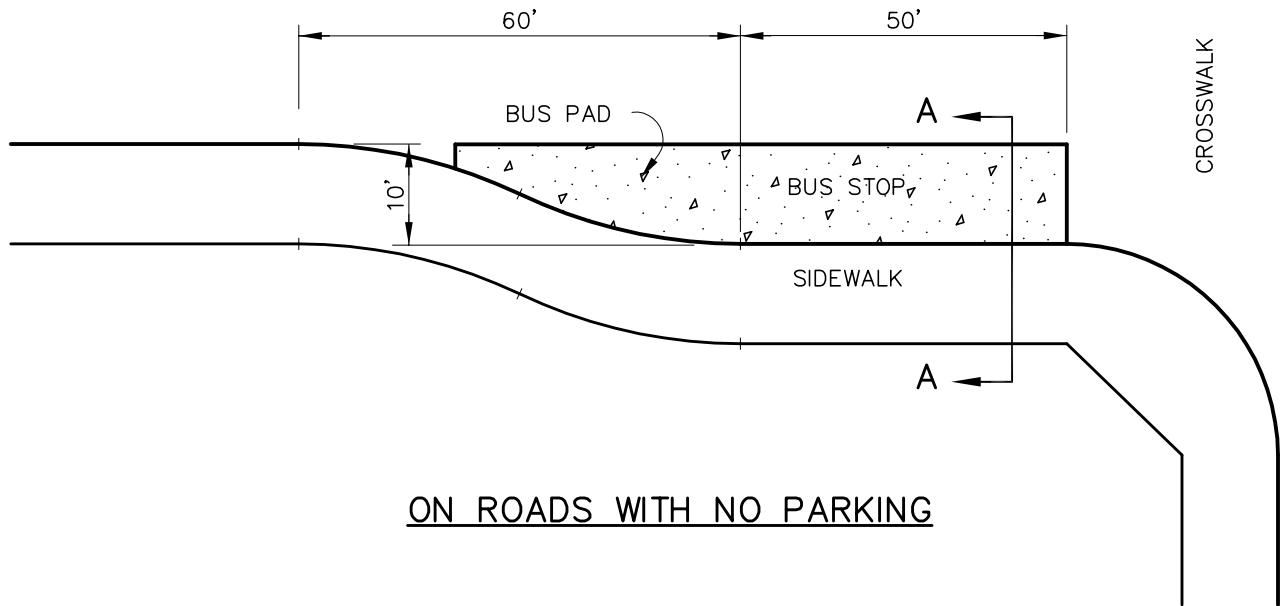 60'
50'
CROSSWALK
BUS PAD
A
10'
BUS STOP
SIDEWALK
A
ON ROADS WITH NO PARKING